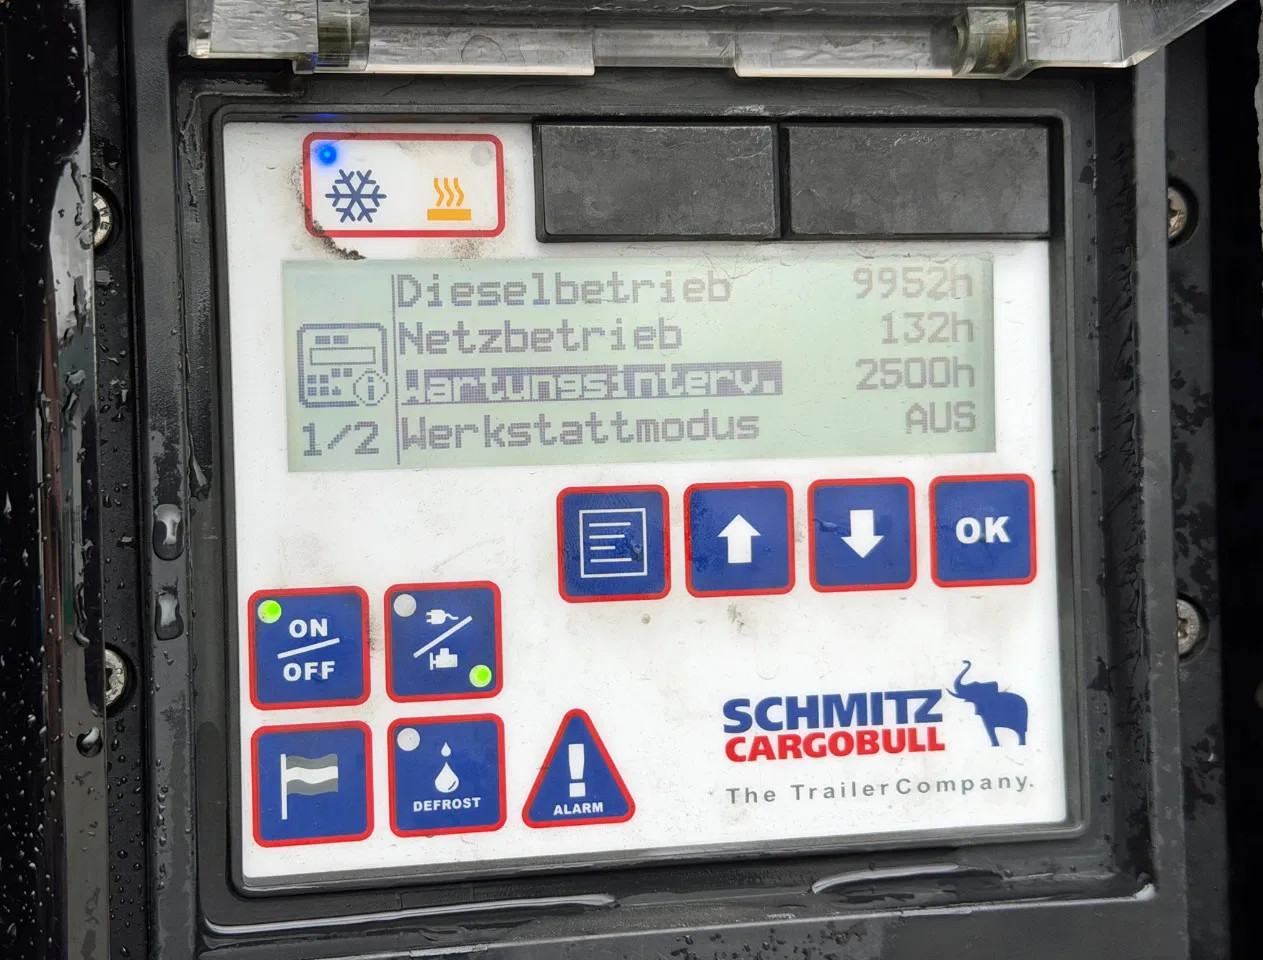 Dieselbetrieb 9952h
Netzbetrieb 132h
Wartungsinterv. 2500h
1/2 Werkstattmodus AUS
OK
ON
OFF
DEFROST
ALARM
SCHMITZ
CARGOBULL
The TrailerCompany.